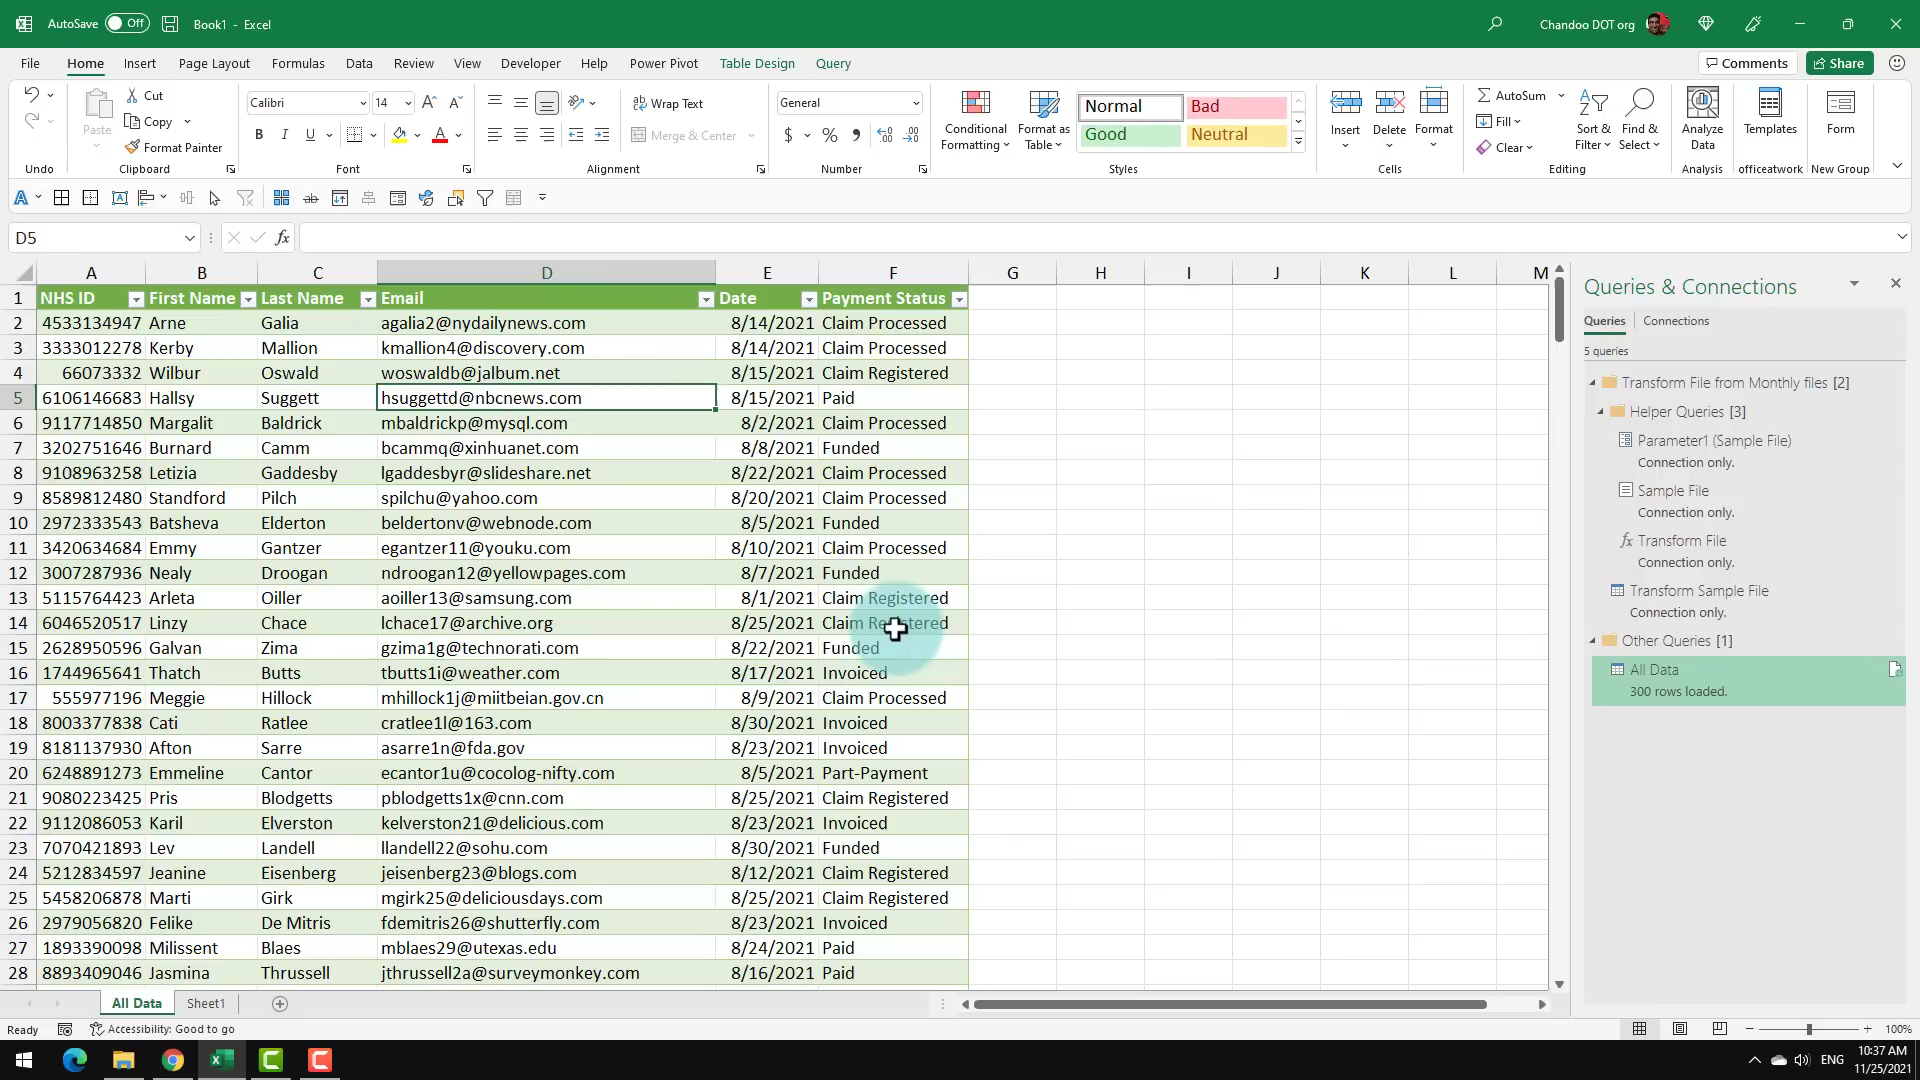 AutoSave Off Book1 - Excel Chandoo DOT org
File Home Insert Page Layout Formulas Data Review View Developer Help Power Pivot Table Design Query Comments Share
Cut Calibri 14 Wrap Text General Normal Bad AutoSum
Paste Copy Merge & Center Conditional Formatting Format as Table Good Neutral Insert Delete Format Fill Sort & Filter Find & Select Analyze Data Templates Form
Format Painter Clear
Undo Clipboard Font Alignment Number Styles Cells Editing Analysis officeatwork New Group
D5
A B C D E F G H I J K L M
1 NHS ID First Name Last Name Email Date Payment Status
2 4533134947 Arne Galia agalia2@nydailynews.com 8/14/2021 Claim Processed
3 3333012278 Kerby Mallion kmallion4@discovery.com 8/14/2021 Claim Processed
4 66073332 Wilbur Oswald woswaldb@jalbum.net 8/15/2021 Claim Registered
5 6106146683 Hallsy Suggett hsuggettd@nbcnews.com 8/15/2021 Paid
6 9117714850 Margalit Baldrick mbaldrickp@mysql.com 8/2/2021 Claim Processed
7 3202751646 Burnard Camm bcammq@xinhuanet.com 8/8/2021 Funded
8 9108963258 Letizia Gaddesby lgaddesbyr@slideshare.net 8/22/2021 Claim Processed
9 8589812480 Standford Pilch spilchu@yahoo.com 8/20/2021 Claim Processed
10 2972333543 Batsheva Elderton beldertonv@webnode.com 8/5/2021 Funded
11 3420634684 Emmy Gantzer egantzer11@youku.com 8/10/2021 Claim Processed
12 3007287936 Nealy Droogan ndroogan12@yellowpages.com 8/7/2021 Funded
13 5115764423 Arleta Oiller aoiller13@samsung.com 8/1/2021 Claim Registered
14 6046520517 Linzy Chace lchace17@archive.org 8/25/2021 Claim Registered
15 2628950596 Galvan Zima gzima1g@technorati.com 8/22/2021 Funded
16 1744965641 Thatch Butts tbutts1i@weather.com 8/17/2021 Invoiced
17 555977196 Meggie Hillock mhillock1j@miitbeian.gov.cn 8/9/2021 Claim Processed
18 8003377838 Cati Ratlee cratlee1l@163.com 8/30/2021 Invoiced
19 8181137930 Afton Sarre asarre1n@fda.gov 8/23/2021 Invoiced
20 6248891273 Emmeline Cantor ecantor1u@cocolog-nifty.com 8/5/2021 Part-Payment
21 9080223425 Pris Blodgetts pblodgetts1x@cnn.com 8/25/2021 Claim Registered
22 9112086053 Karil Elverston kelverston21@delicious.com 8/23/2021 Invoiced
23 7070421893 Lev Landell llandell22@sohu.com 8/30/2021 Funded
24 5212834597 Jeanine Eisenberg jeisenberg23@blogs.com 8/12/2021 Claim Registered
25 5458206878 Marti Girk mgirk25@deliciousdays.com 8/25/2021 Claim Registered
26 2979056820 Felike De Mitris fdemitris26@shutterfly.com 8/23/2021 Invoiced
27 1893390098 Milissent Blaes mblaes29@utexas.edu 8/24/2021 Paid
28 8893409046 Jasmina Thrussell jthrussell2a@surveymonkey.com 8/16/2021 Paid
Queries & Connections
Queries Connections
5 queries
Transform File from Monthly files [2]
Helper Queries [3]
Parameter1 (Sample File)
Connection only.
Sample File
Connection only.
fx Transform File
Connection only.
Transform Sample File
Connection only.
Other Queries [1]
All Data
300 rows loaded.
All Data Sheet1
Ready Accessibility: Good to go 100%
ENG 10:37 AM
11/25/2021